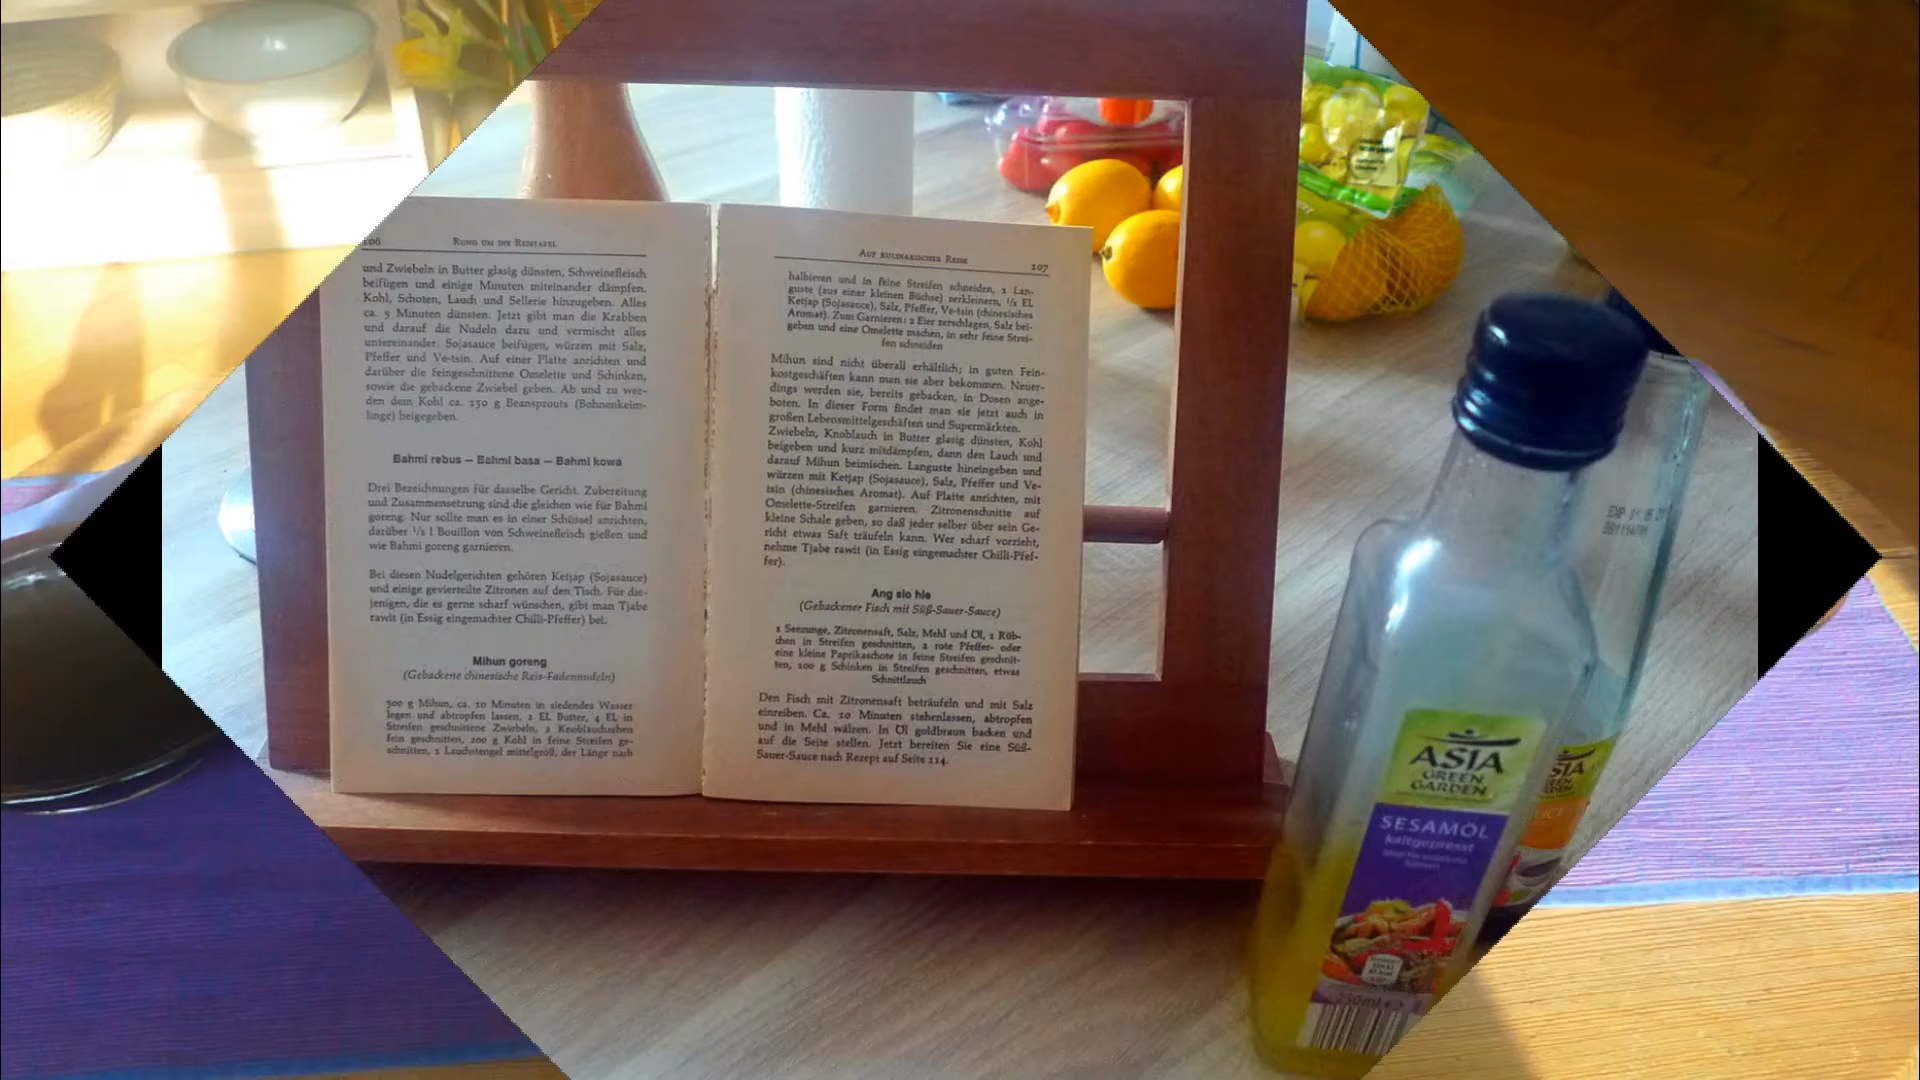 106 Rund um die Reistafel
und Zwiebeln in Butter glasig dünsten, Schweinefleisch
beifügen und einige Minuten miteinander dämpfen.
Kohl, Schoten, Lauch und Sellerie hinzugeben. Alles
ca. 5 Minuten dünsten. Jetzt gibt man die Krabben
und darauf die Nudeln dazu und vermischt alles
untereinander. Sojasauce beifügen, würzen mit Salz,
Pfeffer und Ve-tsin. Auf einer Platte anrichten und
darüber die feingeschnittene Omelette und Schinken,
sowie die gebackene Zwiebel geben. Ab und zu wer-
den dem Kohl ca. 150 g Beansprouts (Bohnenkeim-
linge) beigegeben.
Bahmi rebus – Bahmi basa – Bahmi kowa
Drei Bezeichnungen für dasselbe Gericht. Zubereitung
und Zusammensetzung sind die gleichen wie für Bahmi
goreng. Nur sollte man es in einer Schüssel anrichten,
darüber ¹/₂ l Bouillon von Schweinefleisch gießen und
wie Bahmi goreng garnieren.
Bei diesen Nudelgerichten gehören Ketjap (Sojasauce)
und einige gevierteilte Zitronen auf den Tisch. Für die-
jenigen, die es gerne scharf wünschen, gibt man Tjabe
rawit (in Essig eingemachter Chilli-Pfeffer) bei.
Mihun goreng
(Gebackene chinesische Reis-Fadennudeln)
500 g Mihun, ca. 10 Minuten in siedendes Wasser
legen und abtropfen lassen, 2 EL Butter, 4 EL in
Streifen geschnittene Zwiebeln, 2 Knoblauchzehen
fein geschnitten, 200 g Kohl in feine Streifen ge-
schnitten, 1 Lauchstengel mittelgroß, der Länge nach
Auf kulinarischer Reise 107
halbieren und in feine Streifen schneiden, 1 Lan-
guste (aus einer kleinen Büchse) zerkleinern, ¹/₂ EL
Ketjap (Sojasauce), Salz, Pfeffer, Ve-tsin (chinesisches
Aromat). Zum Garnieren: 2 Eier zerschlagen, Salz bei-
geben und eine Omelette machen, in sehr feine Strei-
fen schneiden
Mihun sind nicht überall erhältlich; in guten Fein-
kostgeschäften kann man sie aber bekommen. Neuer-
dings werden sie, bereits gebacken, in Dosen ange-
boten. In dieser Form findet man sie jetzt auch in
großen Lebensmittelgeschäften und Supermärkten.
Zwiebeln, Knoblauch in Butter glasig dünsten, Kohl
beigeben und kurz mitdämpfen, dann den Lauch und
darauf Mihun beimischen. Languste hineingeben und
würzen mit Ketjap (Sojasauce), Salz, Pfeffer und Ve-
tsin (chinesisches Aromat). Auf Platte anrichten, mit
Omelette-Streifen garnieren. Zitronenschnitte auf
kleine Schale geben, so daß jeder selber über sein Ge-
richt etwas Saft träufeln kann. Wer scharf vorzieht,
nehme Tjabe rawit (in Essig eingemachter Chilli-Pfef-
fer).
Ang sio hie
(Gebackener Fisch mit Süß-Sauer-Sauce)
1 Seezunge, Zitronensaft, Salz, Mehl und Öl, 2 Rüb-
chen in Streifen geschnitten, 2 rote Pfeffer- oder
eine kleine Paprikaschote in feine Streifen geschnit-
ten, 100 g Schinken in Streifen geschnitten, etwas
Schnittlauch
Den Fisch mit Zitronensaft beträufeln und mit Salz
einreiben. Ca. 10 Minuten stehenlassen, abtropfen
und in Mehl wälzen. In Öl goldbraun backen und
auf die Seite stellen. Jetzt bereiten Sie eine Süß-
Sauer-Sauce nach Rezept auf Seite 114.
ASIA
GREEN
GARDEN
SESAMÖL
kaltgepresst
250ml